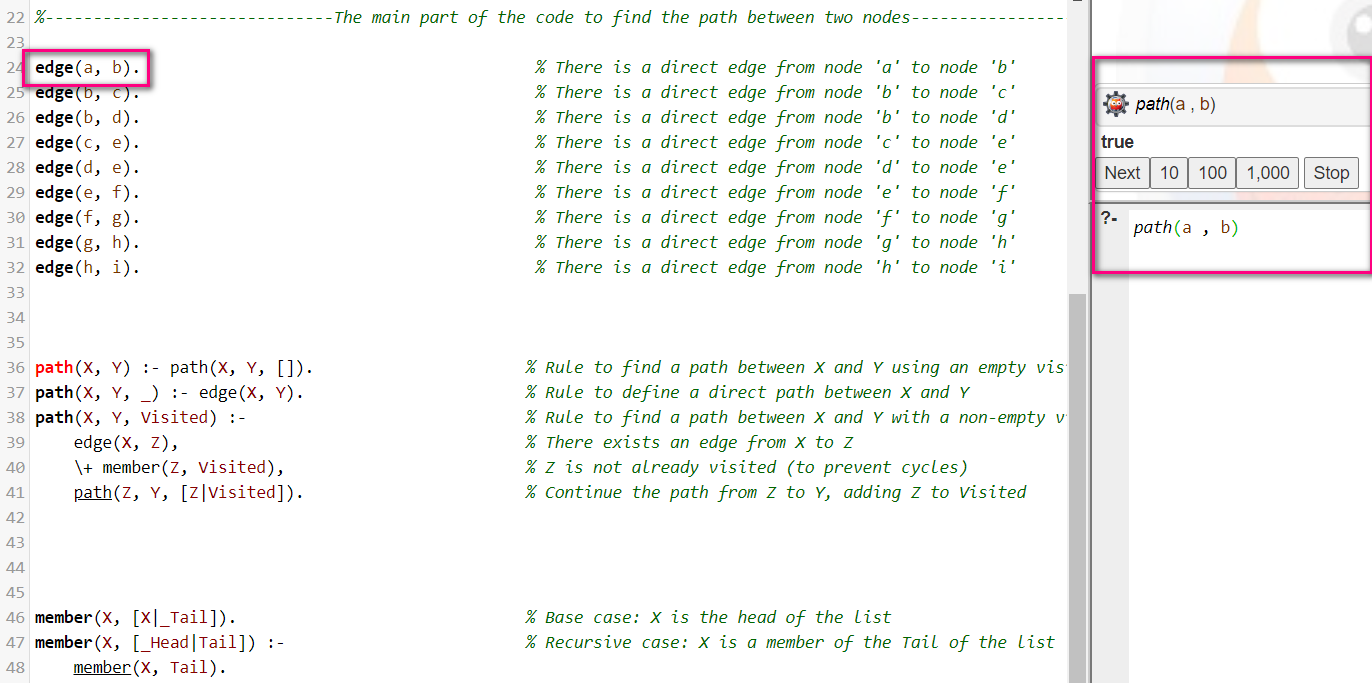 22 %------------------------------The main part of the code to find the path between two nodes----------------
23
24 edge(a, b). % There is a direct edge from node 'a' to node 'b'
25 edge(b, c). % There is a direct edge from node 'b' to node 'c'
26 edge(b, d). % There is a direct edge from node 'b' to node 'd'
27 edge(c, e). % There is a direct edge from node 'c' to node 'e'
28 edge(d, e). % There is a direct edge from node 'd' to node 'e'
29 edge(e, f). % There is a direct edge from node 'e' to node 'f'
30 edge(f, g). % There is a direct edge from node 'f' to node 'g'
31 edge(g, h). % There is a direct edge from node 'g' to node 'h'
32 edge(h, i). % There is a direct edge from node 'h' to node 'i'
33
34
35
36 path(X, Y) :- path(X, Y, []). % Rule to find a path between X and Y using an empty vis
37 path(X, Y, _) :- edge(X, Y). % Rule to define a direct path between X and Y
38 path(X, Y, Visited) :- % Rule to find a path between X and Y with a non-empty v
39 edge(X, Z), % There exists an edge from X to Z
40 \+ member(Z, Visited), % Z is not already visited (to prevent cycles)
41 path(Z, Y, [Z|Visited]). % Continue the path from Z to Y, adding Z to Visited
42
43
44
45
46 member(X, [X|_Tail]). % Base case: X is the head of the list
47 member(X, [_Head|Tail]) :- % Recursive case: X is a member of the Tail of the list
48 member(X, Tail).
path(a , b)
true
Next 10 100 1,000 Stop
?- path(a , b)